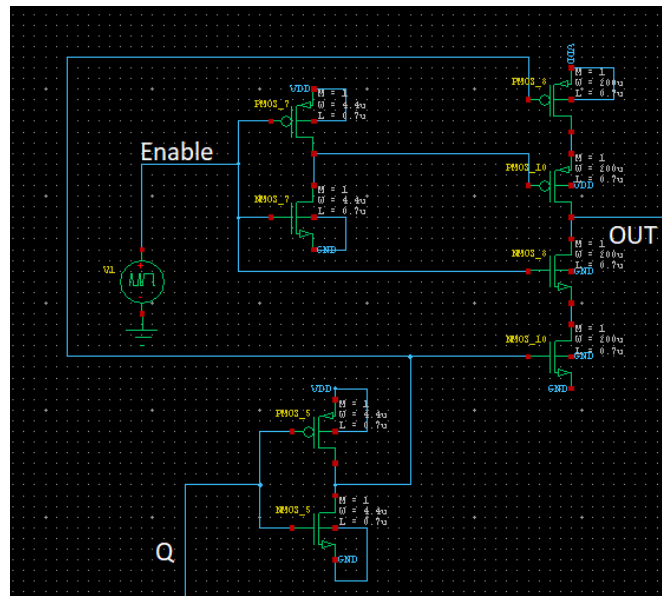 VDD
PMOS_8
M = 1
W = 200u
L = 0.7u
VDD
PMOS_7
M = 1
W = 4.4u
L = 0.7u
Enable
PMOS_10
M = 1
W = 200u
L = 0.7u
VDD
NMOS_7
M = 1
W = 4.4u
L = 0.7u
GND
OUT
V1
NMOS_8
M = 1
W = 200u
L = 0.7u
GND
NMOS_10
M = 1
W = 200u
L = 0.7u
GND
GND
VDD
PMOS_5
M = 1
W = 4.4u
L = 0.7u
NMOS_5
M = 1
W = 4.4u
L = 0.7u
Q
GND